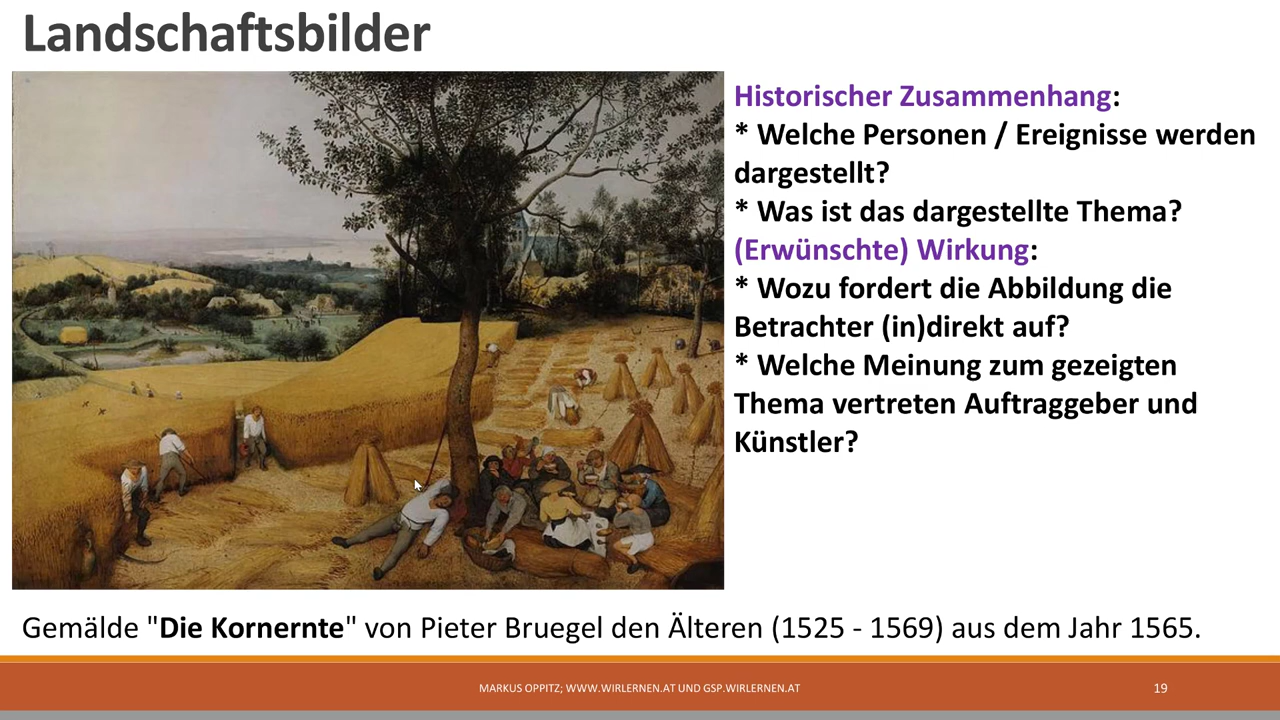 Landschaftsbilder
Historischer Zusammenhang:
* Welche Personen / Ereignisse werden
dargestellt?
* Was ist das dargestellte Thema?
(Erwünschte) Wirkung:
* Wozu fordert die Abbildung die
Betrachter (in)direkt auf?
* Welche Meinung zum gezeigten
Thema vertreten Auftraggeber und
Künstler?
Gemälde "Die Kornernte" von Pieter Bruegel den Älteren (1525 - 1569) aus dem Jahr 1565.
MARKUS OPPITZ; WWW.WIRLERNEN.AT UND GSP.WIRLERNEN.AT
19